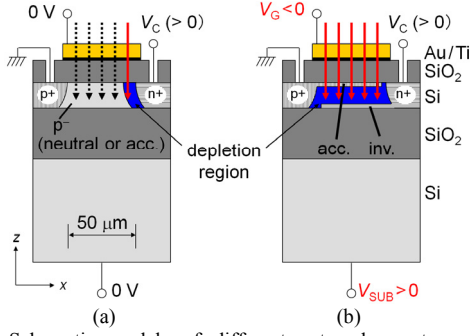 0 V
V_C (> 0)
V_G<0
V_C (> 0)
Au/Ti
SiO2
p+
n+
p+
n+
Si
p−
(neutral or acc.)
depletion
region
acc.
inv.
SiO2
50 μm
Si
z
x
0 V
V_SUB>0
(a)
(b)